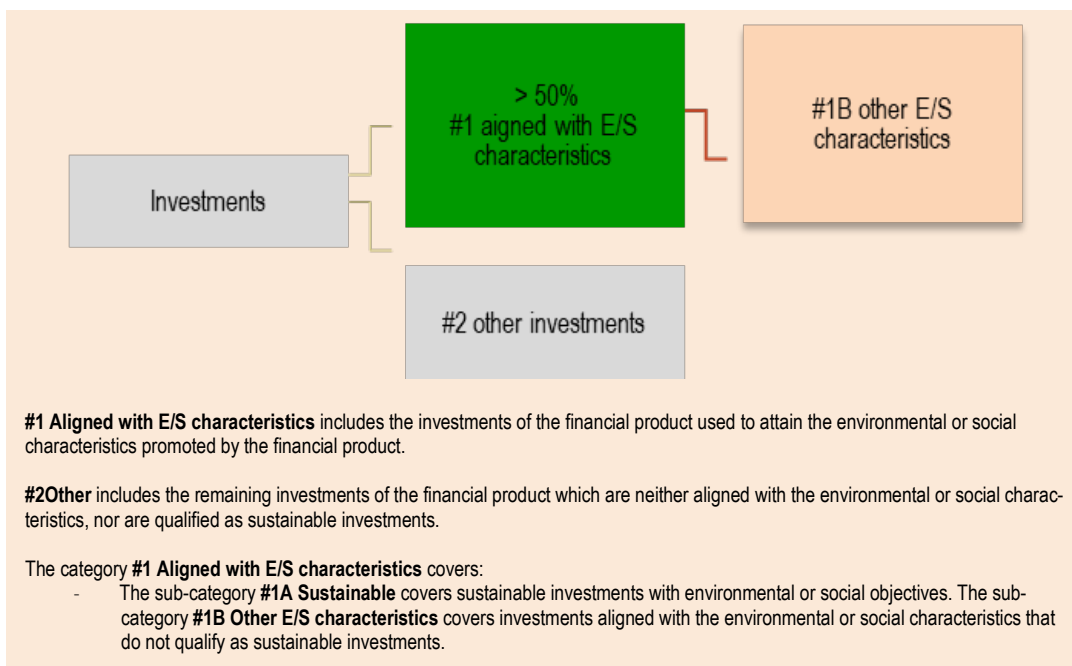 > 50%
#1 aigned with E/S
characteristics
#1B other E/S
characteristics
Investments
#2 other investments
#1 Aligned with E/S characteristics includes the investments of the financial product used to attain the environmental or social
characteristics promoted by the financial product.
#2Other includes the remaining investments of the financial product which are neither aligned with the environmental or social charac-
teristics, nor are qualified as sustainable investments.
The category #1 Aligned with E/S characteristics covers:
- The sub-category #1A Sustainable covers sustainable investments with environmental or social objectives. The sub-
category #1B Other E/S characteristics covers investments aligned with the environmental or social characteristics that
do not qualify as sustainable investments.